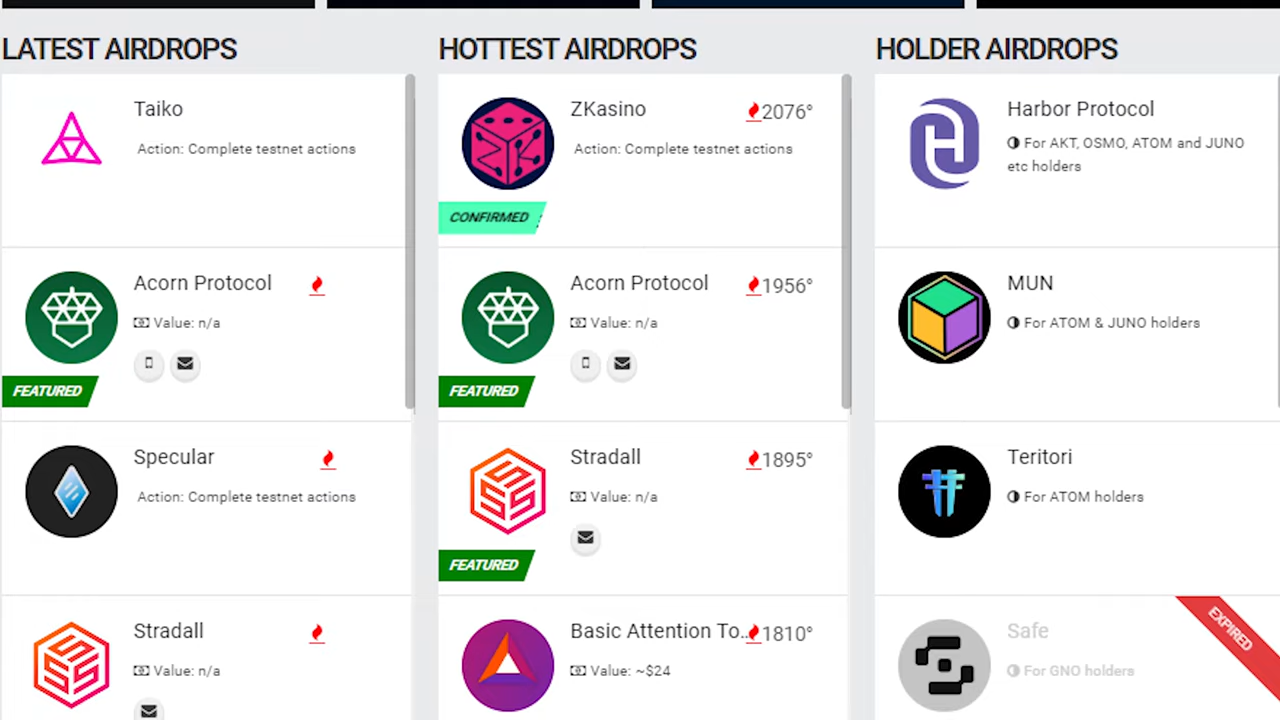 LATEST AIRDROPS
Taiko
Action: Complete testnet actions
Acorn Protocol
Value: n/a
FEATURED
Specular
Action: Complete testnet actions
Stradall
Value: n/a
HOTTEST AIRDROPS
ZKasino 2076°
Action: Complete testnet actions
CONFIRMED
Acorn Protocol 1956°
Value: n/a
FEATURED
Stradall 1895°
Value: n/a
FEATURED
Basic Attention To... 1810°
Value: ~$24
HOLDER AIRDROPS
Harbor Protocol
For AKT, OSMO, ATOM and JUNO
etc holders
MUN
For ATOM & JUNO holders
Teritori
For ATOM holders
EXPIRED
Safe
For GNO holders